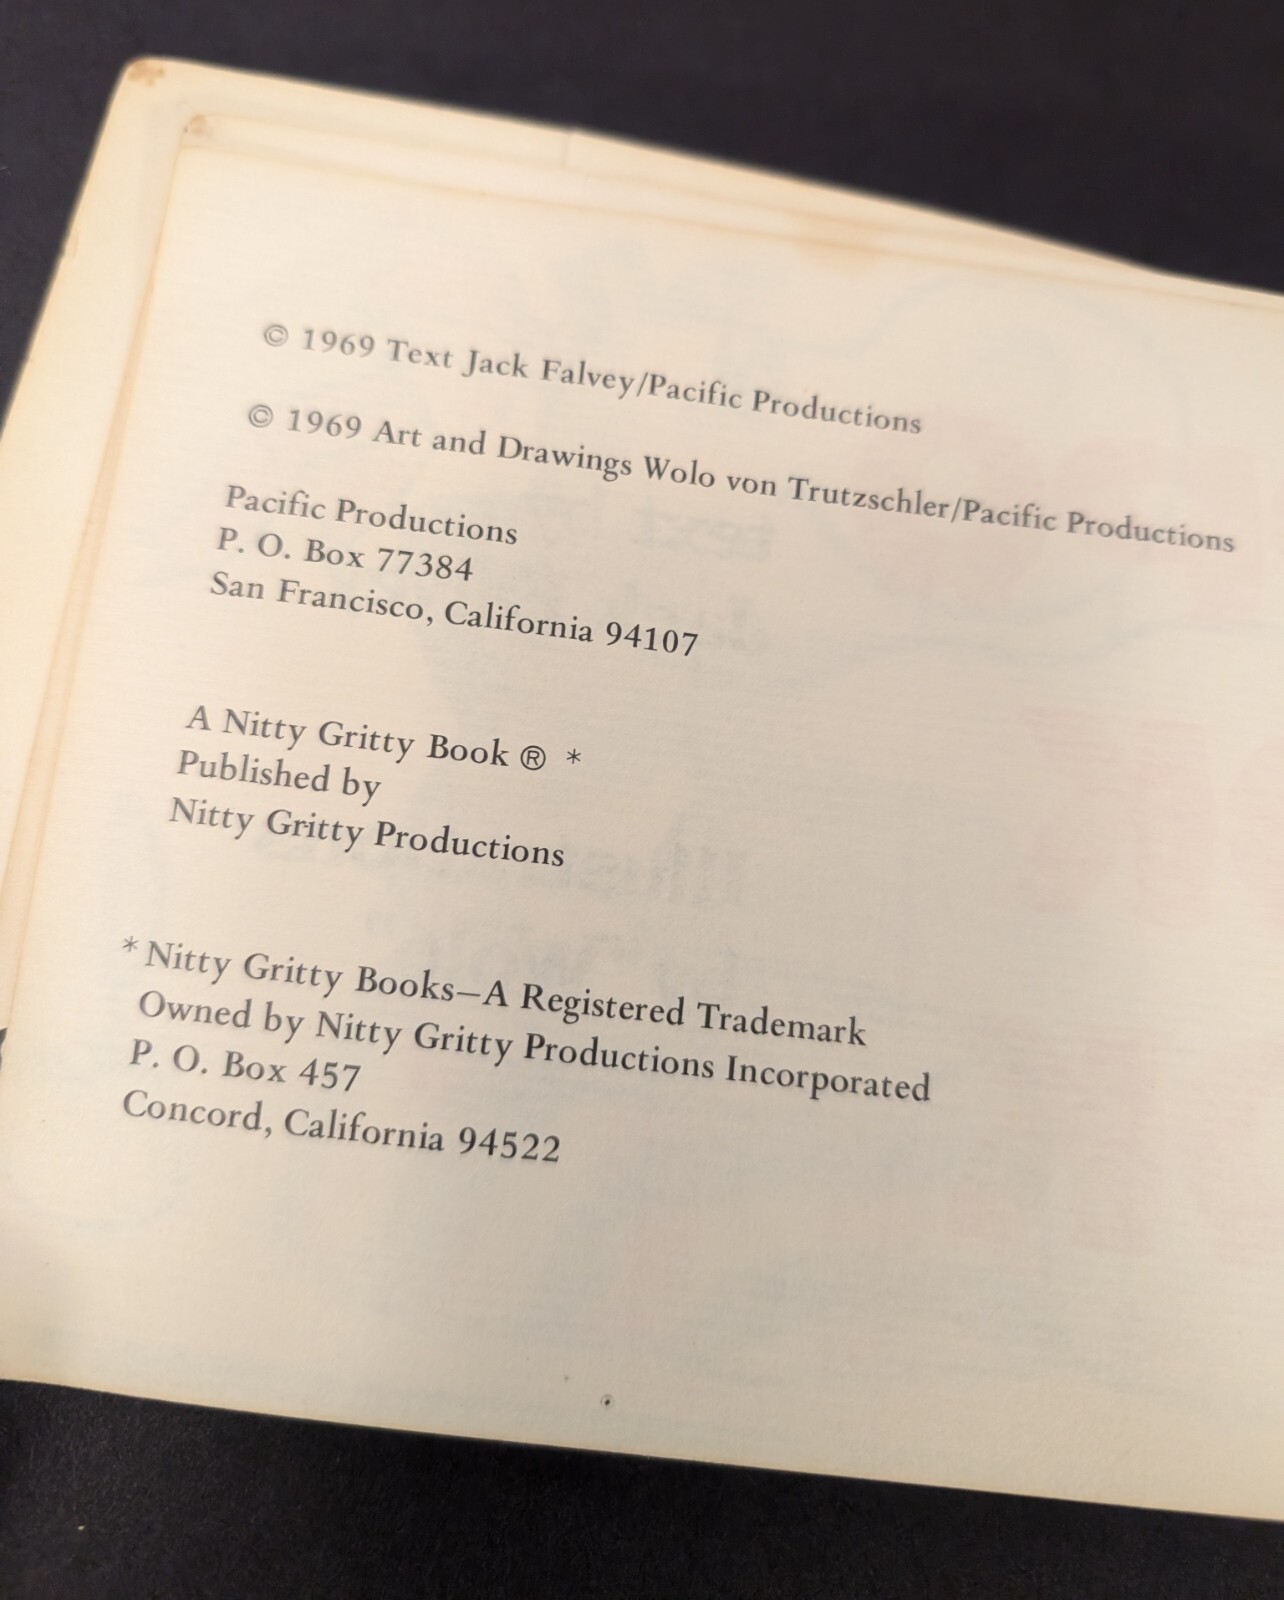 © 1969 Text Jack Falvey/Pacific Productions
© 1969 Art and Drawings Wolo von Trutzschler/Pacific Productions
Pacific Productions
P. O. Box 77384
San Francisco, California 94107
A Nitty Gritty Book ® *
Published by
Nitty Gritty Productions
* Nitty Gritty Books—A Registered Trademark
Owned by Nitty Gritty Productions Incorporated
P. O. Box 457
Concord, California 94522